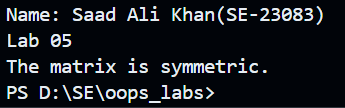 Name: Saad Ali Khan(SE-23083)
Lab 05
The matrix is symmetric.
PS D:\SE\oops_labs>